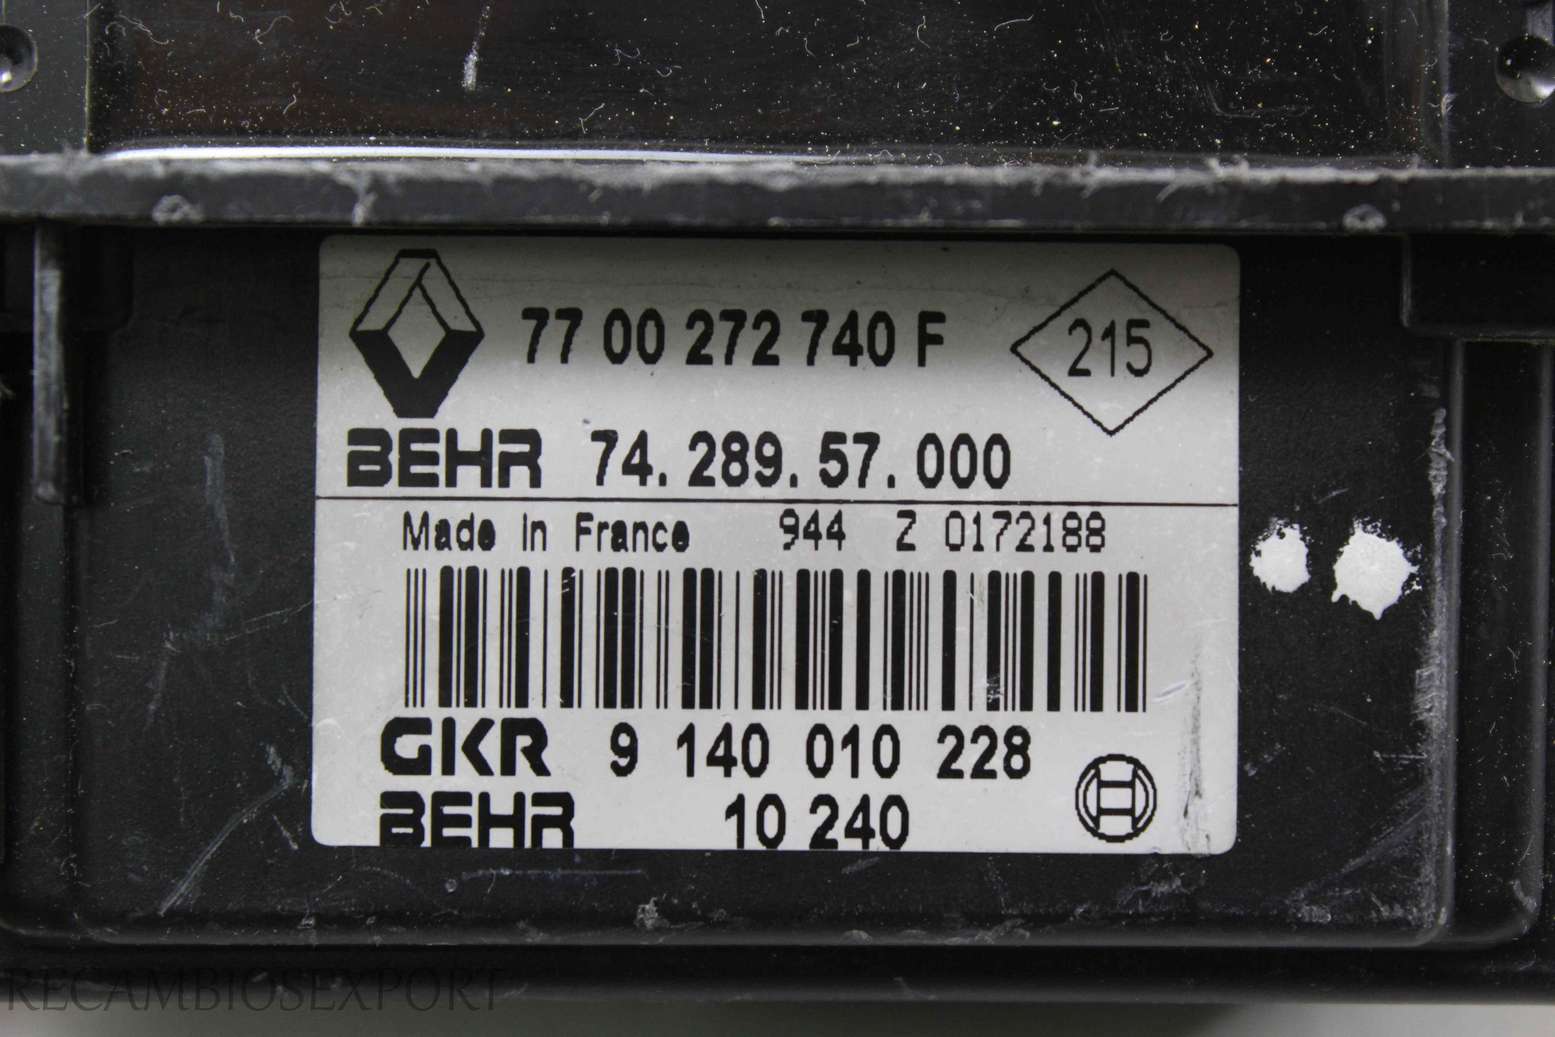 77 00 272 740 F
215
BEHR 74.289.57.000
Made in France 944 Z 0172188
GKR 9 140 010 228
BEHR 10 240
RECAMBIOSEXPORT